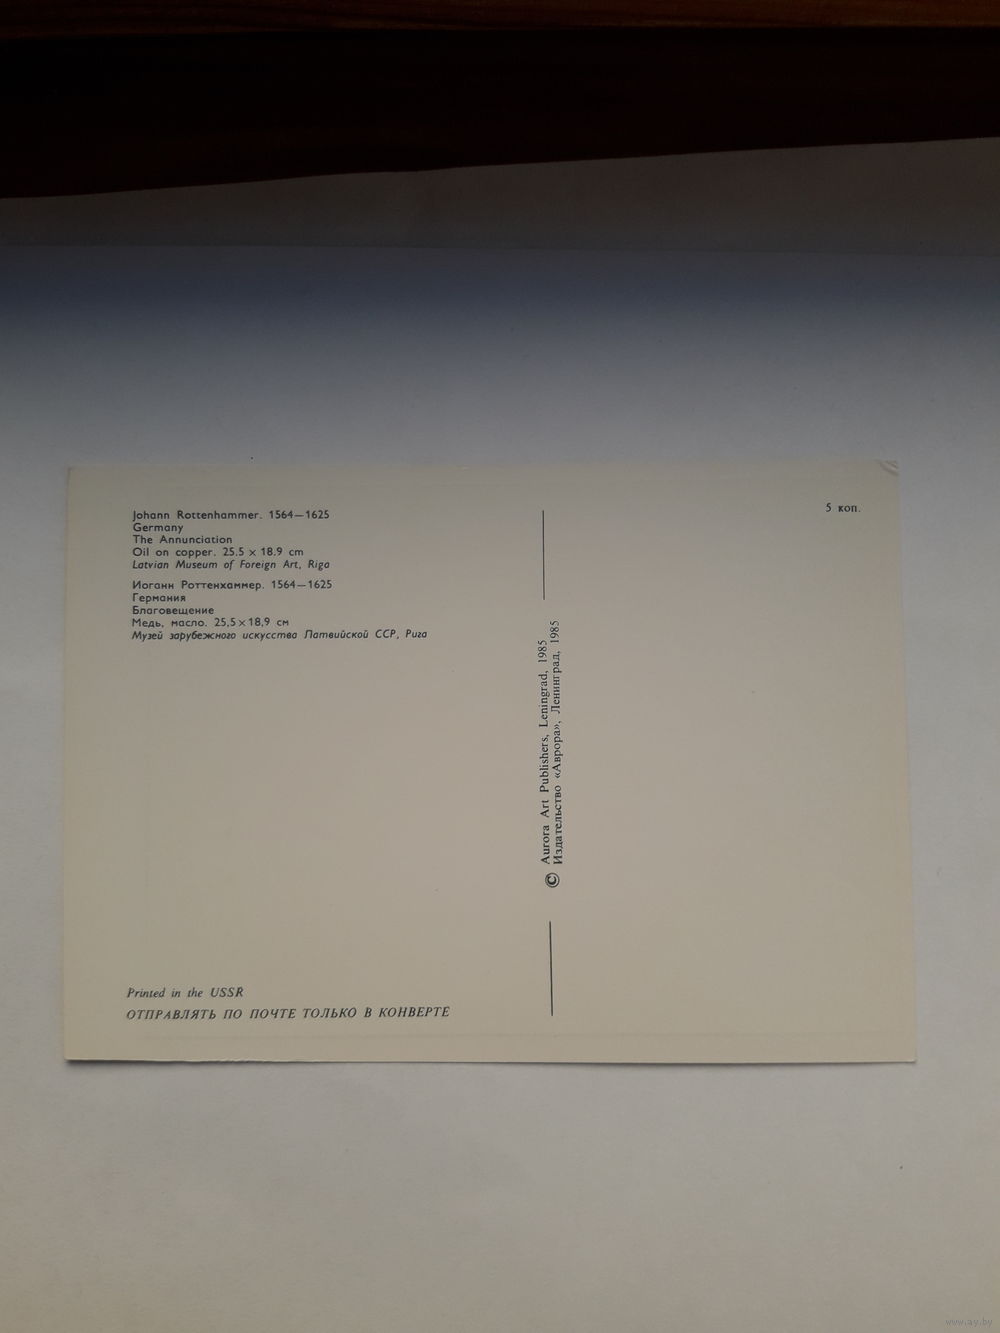 Johann Rottenhammer. 1564—1625
Germany
The Annunciation
Oil on copper. 25.5 × 18.9 cm
Latvian Museum of Foreign Art, Riga
Иоганн Роттенхаммер. 1564—1625
Германия
Благовещение
Медь, масло. 25,5 × 18,9 см
Музей зарубежного искусства Латвийской ССР, Рига
5 коп.
© Aurora Art Publishers, Leningrad, 1985
Издательство «Аврора», Ленинград, 1985
Printed in the USSR
ОТПРАВЛЯТЬ ПО ПОЧТЕ ТОЛЬКО В КОНВЕРТЕ
www.ay.by